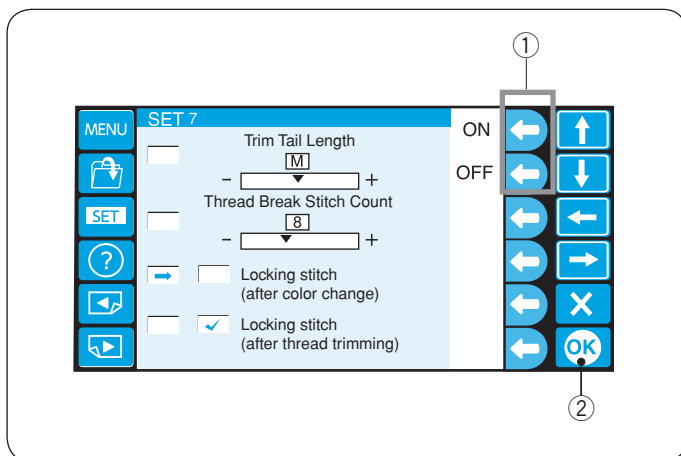 ①
MENU
SET 7
ON
Trim Tail Length
M
- +
OFF
Thread Break Stitch Count
SET
8
- +
?
Locking stitch
(after color change)
Locking stitch
(after thread trimming)
OK
②